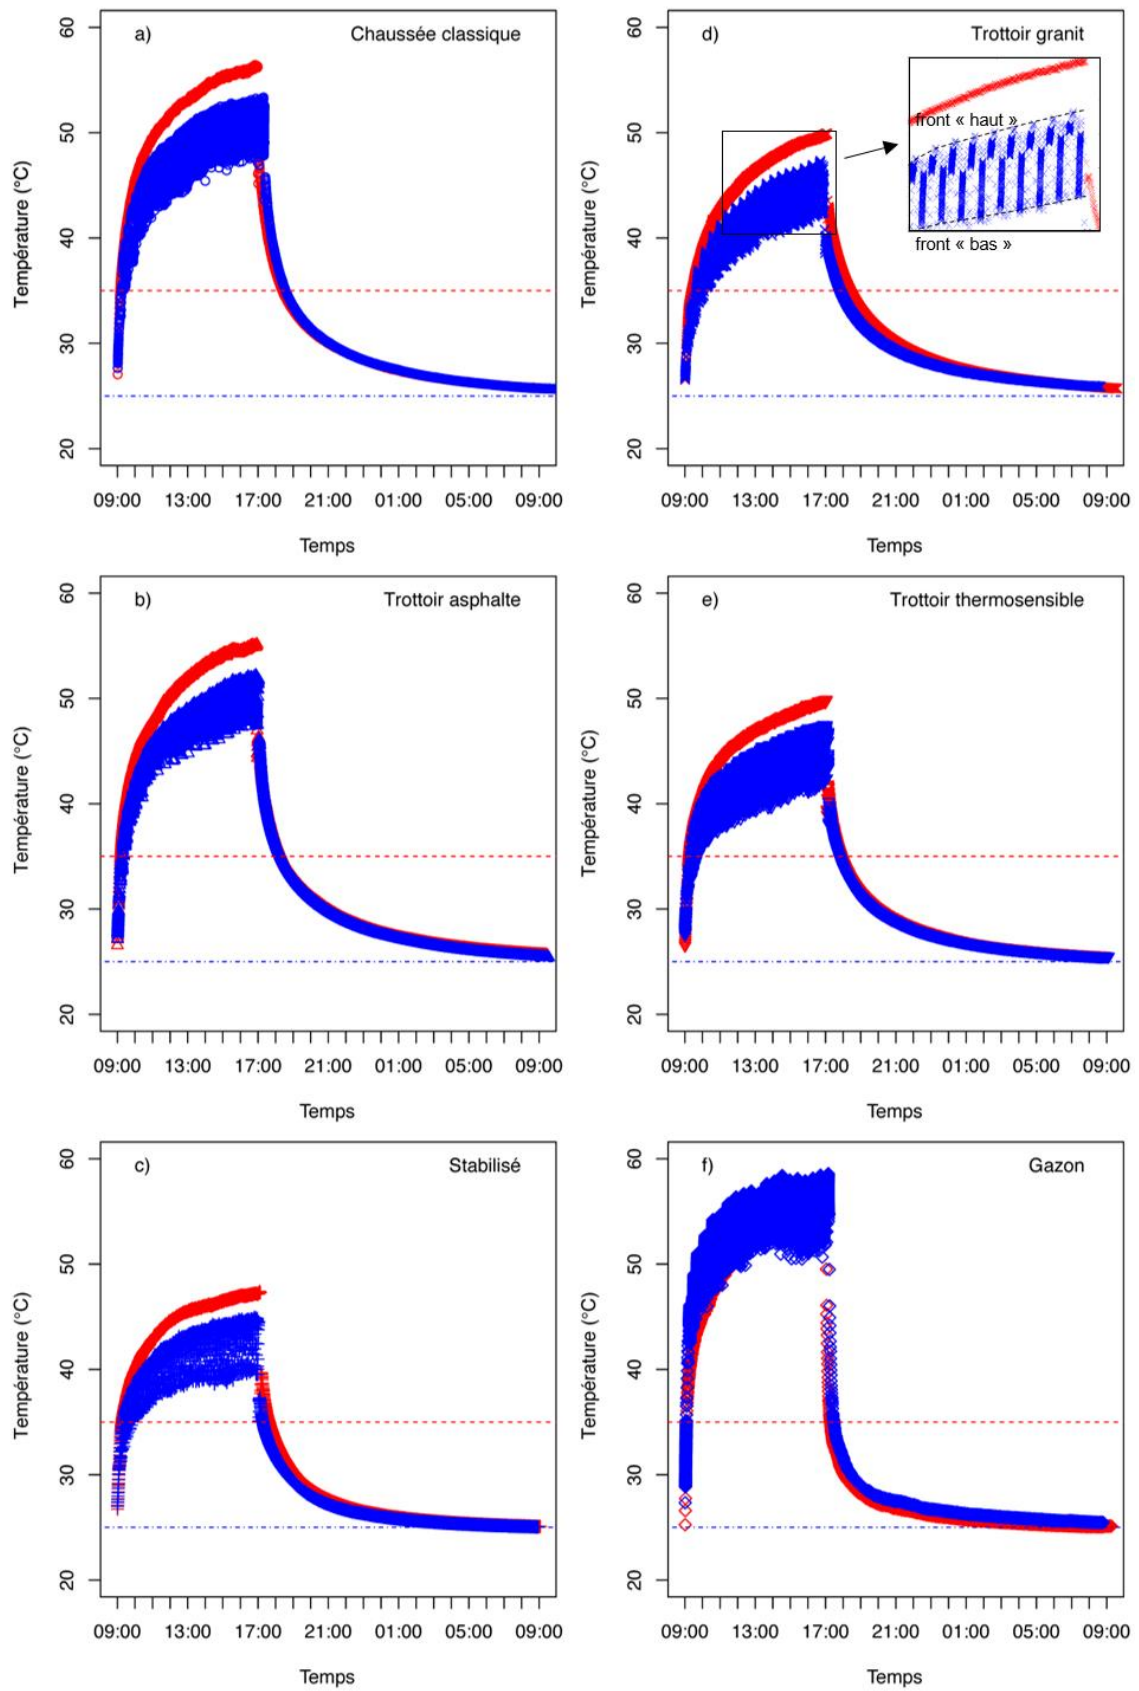 a) Chaussée classique
Température (°C)
60
50
40
30
20
09:00 13:00 17:00 21:00 01:00 05:00 09:00
Temps
d) Trottoir granit
front « haut »
front « bas »
Température (°C)
60
50
40
30
20
09:00 13:00 17:00 21:00 01:00 05:00 09:00
Temps
b) Trottoir asphalte
Température (°C)
60
50
40
30
20
09:00 13:00 17:00 21:00 01:00 05:00 09:00
Temps
e) Trottoir thermosensible
Température (°C)
60
50
40
30
20
09:00 13:00 17:00 21:00 01:00 05:00 09:00
Temps
c) Stabilisé
Température (°C)
60
50
40
30
20
09:00 13:00 17:00 21:00 01:00 05:00 09:00
Temps
f) Gazon
Température (°C)
60
50
40
30
20
09:00 13:00 17:00 21:00 01:00 05:00 09:00
Temps